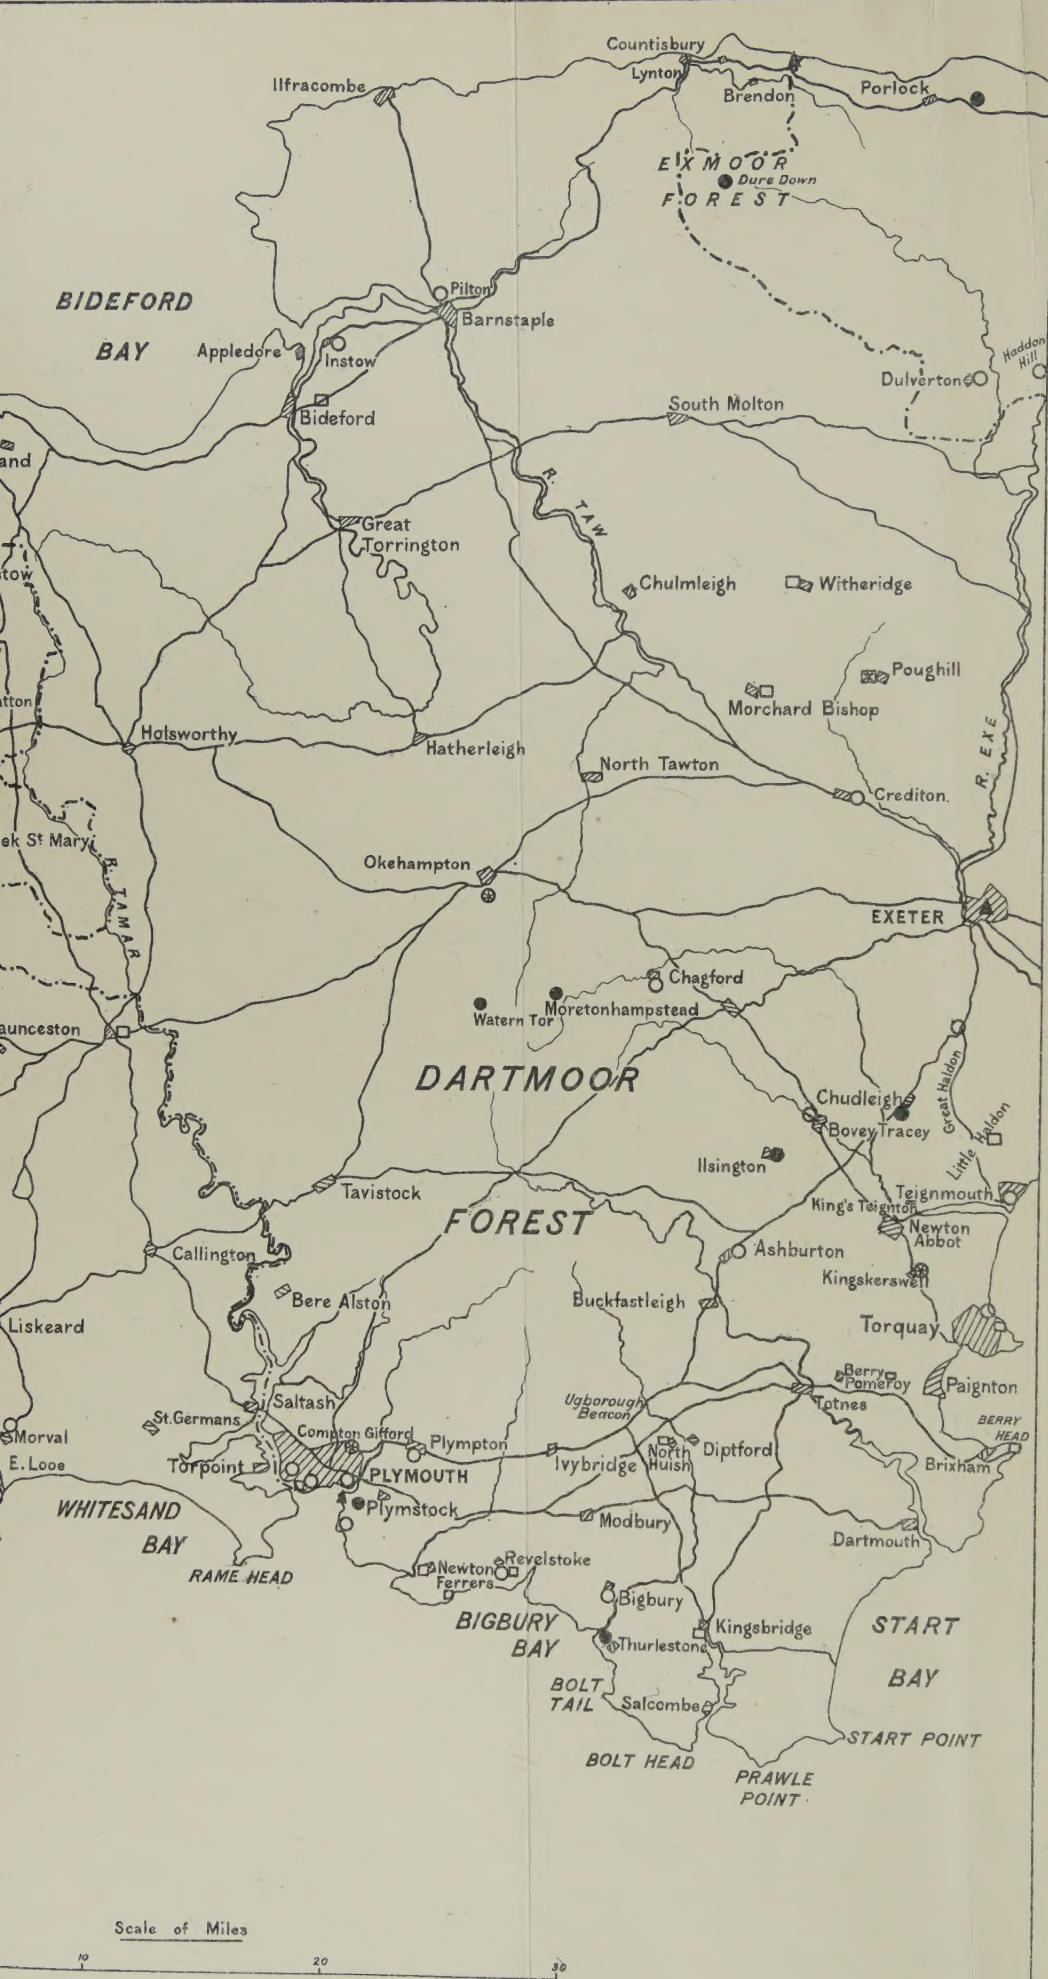 Countisbury
Lynton
Brendon
Porlock
Ilfracombe
EXMOOR
Dure Down
FOREST
BIDEFORD
BAY
Pilton
Barnstaple
Appledore
Instow
Haddon
Hill
Dulverton
Bideford
South Molton
and
R. TAW
Great
Torrington
stow
Chulmleigh
Witheridge
Poughill
Morchard Bishop
atton
Holsworthy
Hatherleigh
R. EXE
North Tawton
Crediton.
ek St Mary
R. TAMAR
Okehampton
EXETER
Chagford
Watern Tor
Moretonhampstead
aunceston
DARTMOOR
Great Haldon
Chudleigh
Bovey Tracey
Little Haldon
Ilsington
Tavistock
King's Teignton
Teignmouth
Newton
Abbot
FOREST
Callington
Ashburton
Kingskerswell
Bere Alston
Buckfastleigh
Liskeard
Torquay
Saltash
Ugborough
Beacon
Berry
Pomeroy
Paignton
Totnes
St. Germans
Compton Gifford
Plympton
BERRY
HEAD
Morval
E. Looe
Torpoint
PLYMOUTH
Ivybridge
North
Huish
Diptford
Brixham
WHITESAND
BAY
Plymstock
Modbury
Dartmouth
RAME HEAD
Newton
Ferrers
Revelstoke
Bigbury
BIGBURY
BAY
Kingsbridge
START
BAY
Thurlestone
BOLT
TAIL
Salcombe
START POINT
BOLT HEAD
PRAWLE
POINT
Scale of Miles
10
20
30